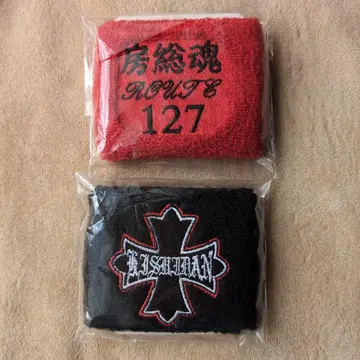 房総魂
ROUTE
127
KISHIDAN